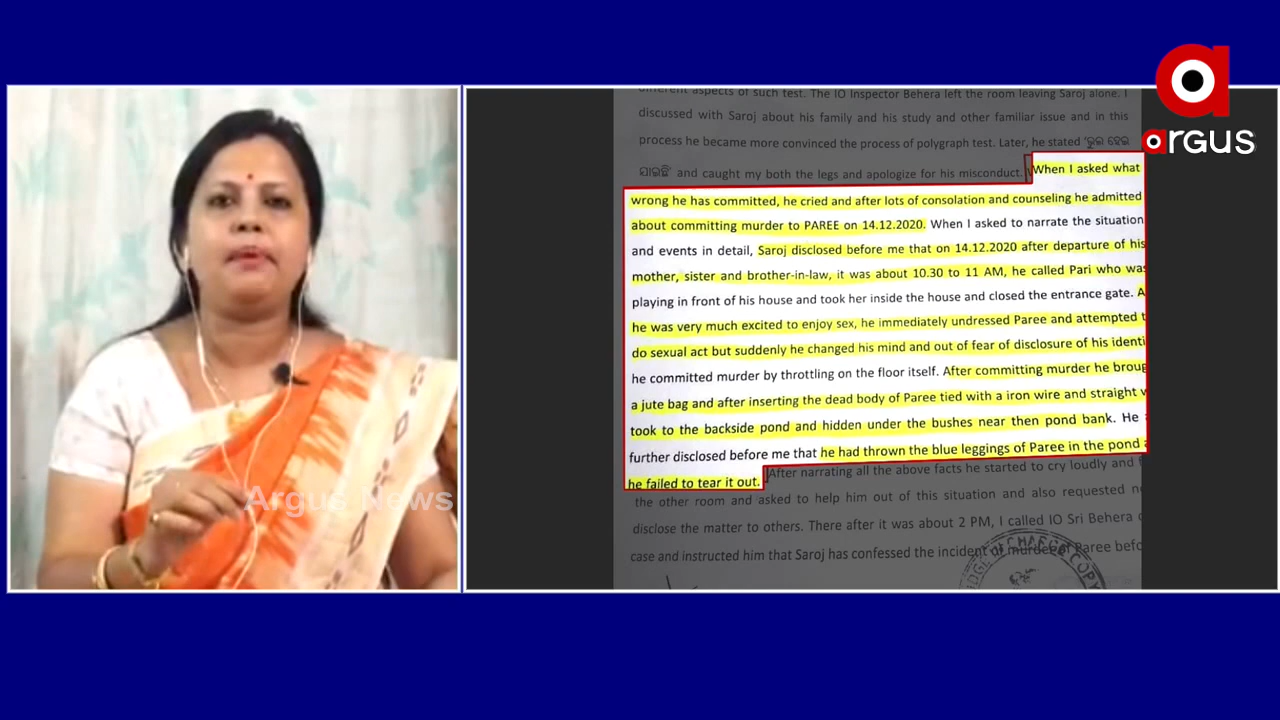 argus
different aspects of such test. The IO Inspector Behera left the room leaving Saroj alone. I
discussed with Saroj about his family and his study and other familiar issue and in this
process he became more convinced the process of polygraph test. Later, he stated 'ଭୁଲ ହେଇ
ଯାଇଛି' and caught my both the legs and apologize for his misconduct. When I asked what
wrong he has committed, he cried and after lots of consolation and counseling he admitted
about committing murder to PAREE on 14.12.2020. When I asked to narrate the situation
and events in detail, Saroj disclosed before me that on 14.12.2020 after departure of his
mother, sister and brother-in-law, it was about 10.30 to 11 AM, he called Pari who was
playing in front of his house and took her inside the house and closed the entrance gate. A
he was very much excited to enjoy sex, he immediately undressed Paree and attempted t
do sexual act but suddenly he changed his mind and out of fear of disclosure of his identi
he committed murder by throttling on the floor itself. After committing murder he broug
a jute bag and after inserting the dead body of Paree tied with a iron wire and straight
took to the backside pond and hidden under the bushes near then pond bank. He
further disclosed before me that he had thrown the blue leggings of Paree in the pond
he failed to tear it out. After narrating all the above facts he started to cry loudly and
the other room and asked to help him out of this situation and also requested
disclose the matter to others. There after it was about 2 PM, I called IO Sri Behera
case and instructed him that Saroj has confessed the incident of murder of Paree befo
Argus News